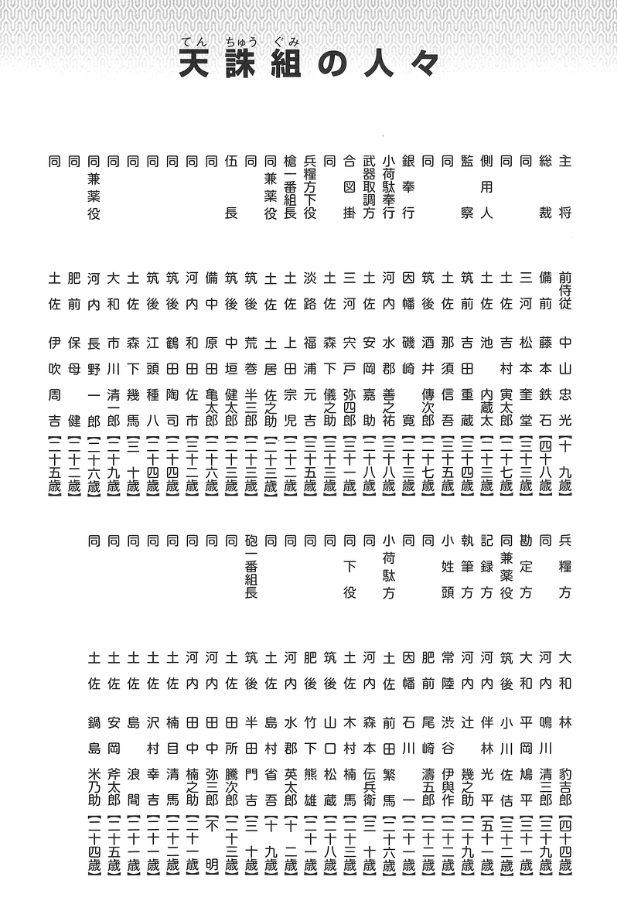 天誅組の人々
てん ちゅう ぐみ
主将 前侍従 中山忠光【十九歳】
総裁 備前 藤本鉄石【四十八歳】
同 三河 松本奎堂【三十三歳】
同 土佐 吉村寅太郎【二十七歳】
側用人 土佐 池内蔵太【二十三歳】
監察 筑前 吉田重蔵【三十四歳】
同 土佐 那須信吾【三十五歳】
同 筑後 酒井傳次郎【二十七歳】
銀奉行 因幡 磯崎寛【二十三歳】
小荷駄奉行 河内 水郡善之祐【三十八歳】
武器取調方 土佐 安岡嘉助【二十八歳】
合図掛 三河 宍戸弥四郎【三十一歳】
同 土佐 森下儀之助【三十三歳】
兵糧方下役 淡路 福浦元吉【三十五歳】
槍一番組長 土佐 上田宗児【二十二歳】
同兼薬役 土佐 土居佐之助【二十三歳】
同 筑後 荒巻半三郎【二十三歳】
伍長 筑後 中垣健太郎【二十三歳】
同 備中 原田亀太郎【二十六歳】
同 河内 和田佐市【三十二歳】
同 筑後 鶴田陶司【二十四歳】
同 筑後 江頭種八【二十四歳】
同 土佐 森下幾馬【三十歳】
同 大和 市川清一郎【二十九歳】
同兼薬役 河内 長野一郎【二十六歳】
同 肥前 保母健【二十二歳】
同 土佐 伊吹周吉【二十五歳】
兵糧方 大和 林豹吉郎【四十四歳】
同 河内 鳴川清三郎【三十九歳】
勘定方 大和 平岡鳩平【三十一歳】
同兼薬役 筑後 小川佐佶【三十二歳】
記録方 河内 伴林光平【五十一歳】
執筆方 河内 辻幾之助【二十九歳】
小姓頭 常陸 渋谷伊與作【二十二歳】
同 肥前 尾崎濤五郎【二十二歳】
同 因幡 石川一【二十一歳】
小荷駄方 土佐 前田繁馬【二十六歳】
同 河内 森本伝兵衛【三十歳】
同下役 土佐 木村楠馬【二十三歳】
同 筑後 山口松蔵【二十八歳】
同 肥後 竹下熊雄【二十一歳】
同 河内 水郡英太郎【十二歳】
同 土佐 島村省吾【十九歳】
砲一番組長 筑後 半田門吉【三十歳】
同 土佐 田所騰次郎【二十三歳】
同 河内 田中弥三郎【不明】
同 河内 田中楠之助【二十一歳】
同 土佐 楠目清馬【二十二歳】
同 土佐 沢村幸吉【二十一歳】
同 土佐 島浪間【二十一歳】
同 土佐 安岡斧太郎【二十五歳】
同 土佐 鍋島米乃助【二十四歳】